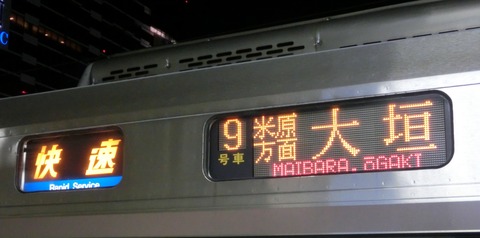 快速
Rapid Service
9
号車
米原
方面
大垣
MAIBARA, ŌGAKI